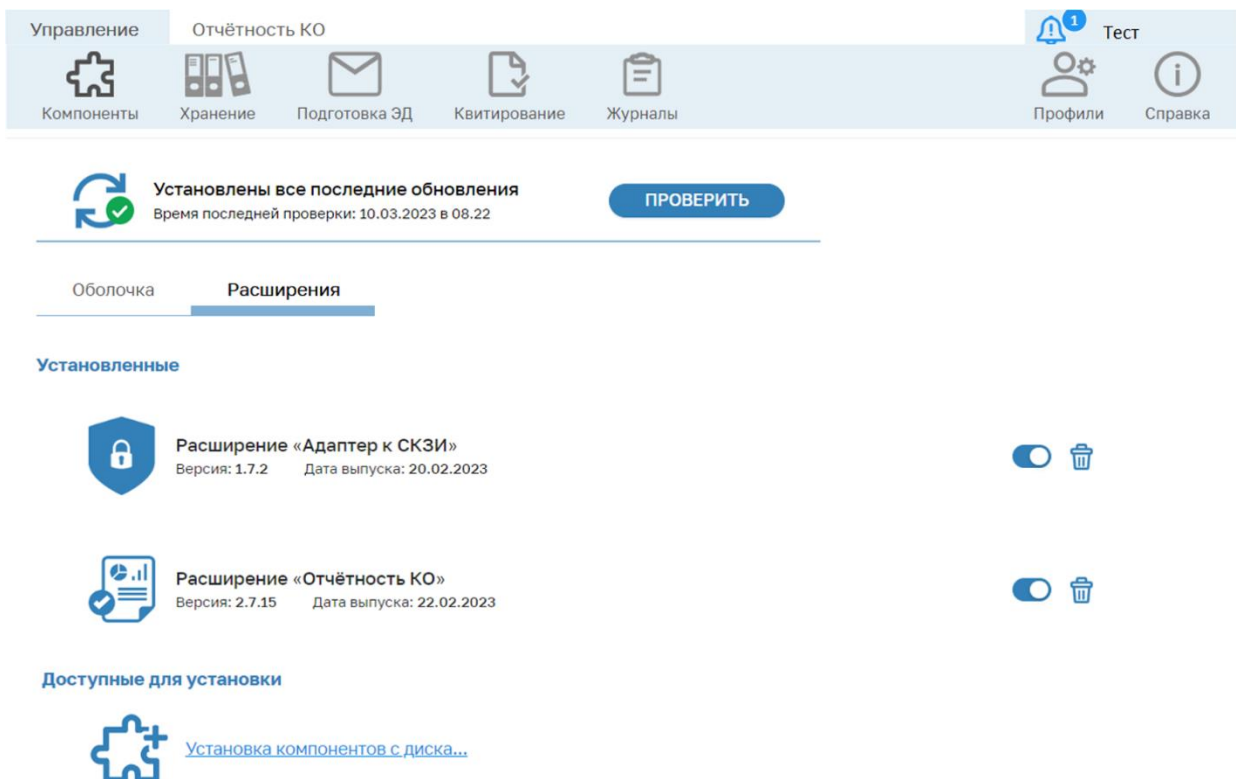 Управление Отчётность КО 1 Тест
Компоненты Хранение Подготовка ЭД Квитирование Журналы Профили Справка
Установлены все последние обновления
Время последней проверки: 10.03.2023 в 08.22
ПРОВЕРИТЬ
Оболочка Расширения
Установленные
Расширение «Адаптер к СКЗИ»
Версия: 1.7.2 Дата выпуска: 20.02.2023
Расширение «Отчётность КО»
Версия: 2.7.15 Дата выпуска: 22.02.2023
Доступные для установки
Установка компонентов с диска...